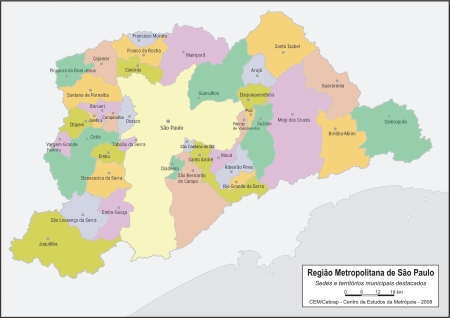 Francisco Morato
Franco da Rocha
Mairiporã
Santa Isabel
Cajamar
Caieiras
Pirapora do Bom Jesus
Arujá
Guararema
Santana de Parnaíba
Guarulhos
Itaquaquecetuba
Barueri
Carapicuíba
Jandira
Osasco
Itapevi
São Paulo
Poá
Ferraz de
Vasconcelos
Suzano
Mogi das Cruzes
Salesópolis
Biritiba-Mirim
Cotia
Vargem Grande
Paulista
Taboão da Serra
São Caetano do Sul
Embu
Santo André
Mauá
Diadema
Ribeirão Pires
Itapecerica da Serra
São Bernardo
do Campo
Rio Grande da Serra
Embu-Guaçu
São Lourenço da Serra
Juquitiba
Região Metropolitana de São Paulo
Sedes e territórios municipais destacados
0 6 12 18 km
CEM/Cebrap - Centro de Estudos da Metrópole - 2008